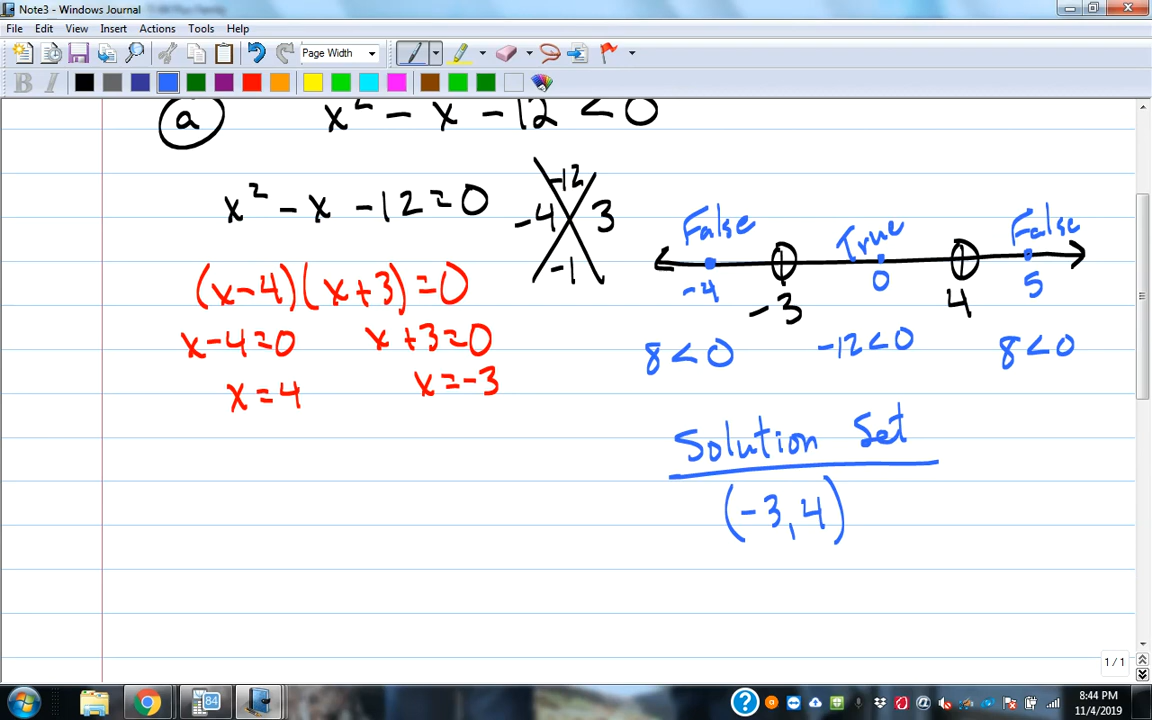 Note3 - Windows Journal
File Edit View Insert Actions Tools Help
Page Width
B I
a x² - x - 12 < 0
x² - x - 12 = 0
-12
-4 3
-1
(x-4)(x+3) = 0
x-4=0 x+3=0
x=4 x=-3
False True False
-4 -3 0 4 5
8 < 0 -12 < 0 8 < 0
Solution Set
(-3, 4)
1 / 1
84
8:44 PM
11/4/2019